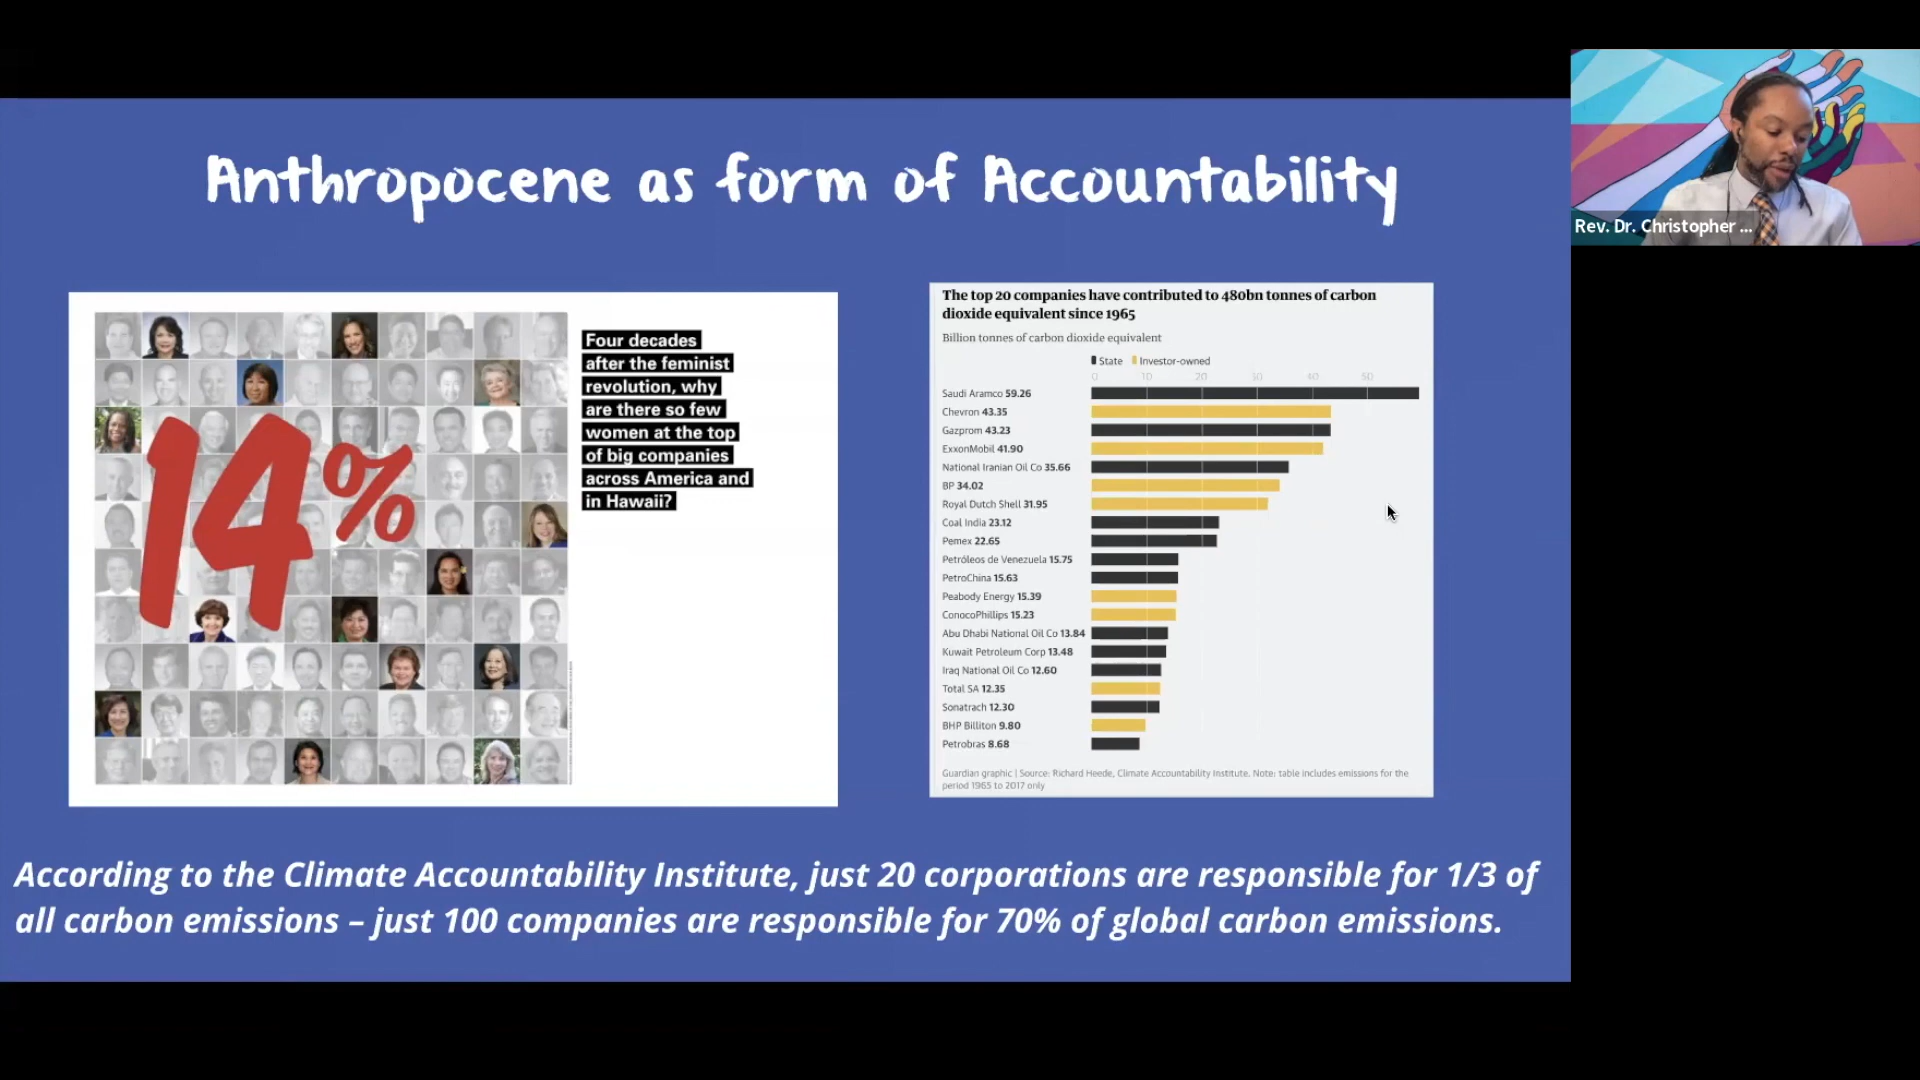 Anthropocene as form of Accountability
14%
Four decades
after the feminist
revolution, why
are there so few
women at the top
of big companies
across America and
in Hawaii?
The top 20 companies have contributed to 480bn tonnes of carbon
dioxide equivalent since 1965
Billion tonnes of carbon dioxide equivalent
State Investor-owned
0 10 20 30 40 50
Saudi Aramco 59.26
Chevron 43.35
Gazprom 43.23
ExxonMobil 41.90
National Iranian Oil Co 35.66
BP 34.02
Royal Dutch Shell 31.95
Coal India 23.12
Pemex 22.65
Petróleos de Venezuela 15.75
PetroChina 15.63
Peabody Energy 15.39
ConocoPhillips 15.23
Abu Dhabi National Oil Co 13.84
Kuwait Petroleum Corp 13.48
Iraq National Oil Co 12.60
Total SA 12.35
Sonatrach 12.30
BHP Billiton 9.80
Petrobras 8.68
Guardian graphic | Source: Richard Heede, Climate Accountability Institute. Note: table includes emissions for the
period 1965 to 2017 only
According to the Climate Accountability Institute, just 20 corporations are responsible for 1/3 of
all carbon emissions – just 100 companies are responsible for 70% of global carbon emissions.
Rev. Dr. Christopher ...